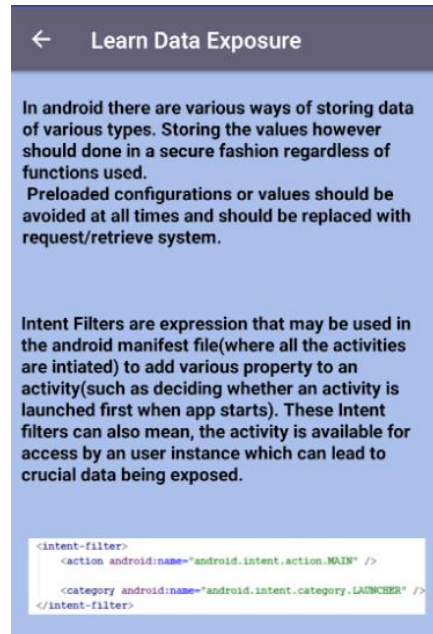 Learn Data Exposure
In android there are various ways of storing data
of various types. Storing the values however
should done in a secure fashion regardless of
functions used.
Preloaded configurations or values should be
avoided at all times and should be replaced with
request/retrieve system.
Intent Filters are expression that may be used in
the android manifest file(where all the activities
are intiated) to add various property to an
activity(such as deciding whether an activity is
launched first when app starts). These Intent
filters can also mean, the activity is available for
access by an user instance which can lead to
crucial data being exposed.
<intent-filter>
<action android:name="android.intent.action.MAIN" />
<category android:name="android.intent.category.LAUNCHER" />
</intent-filter>